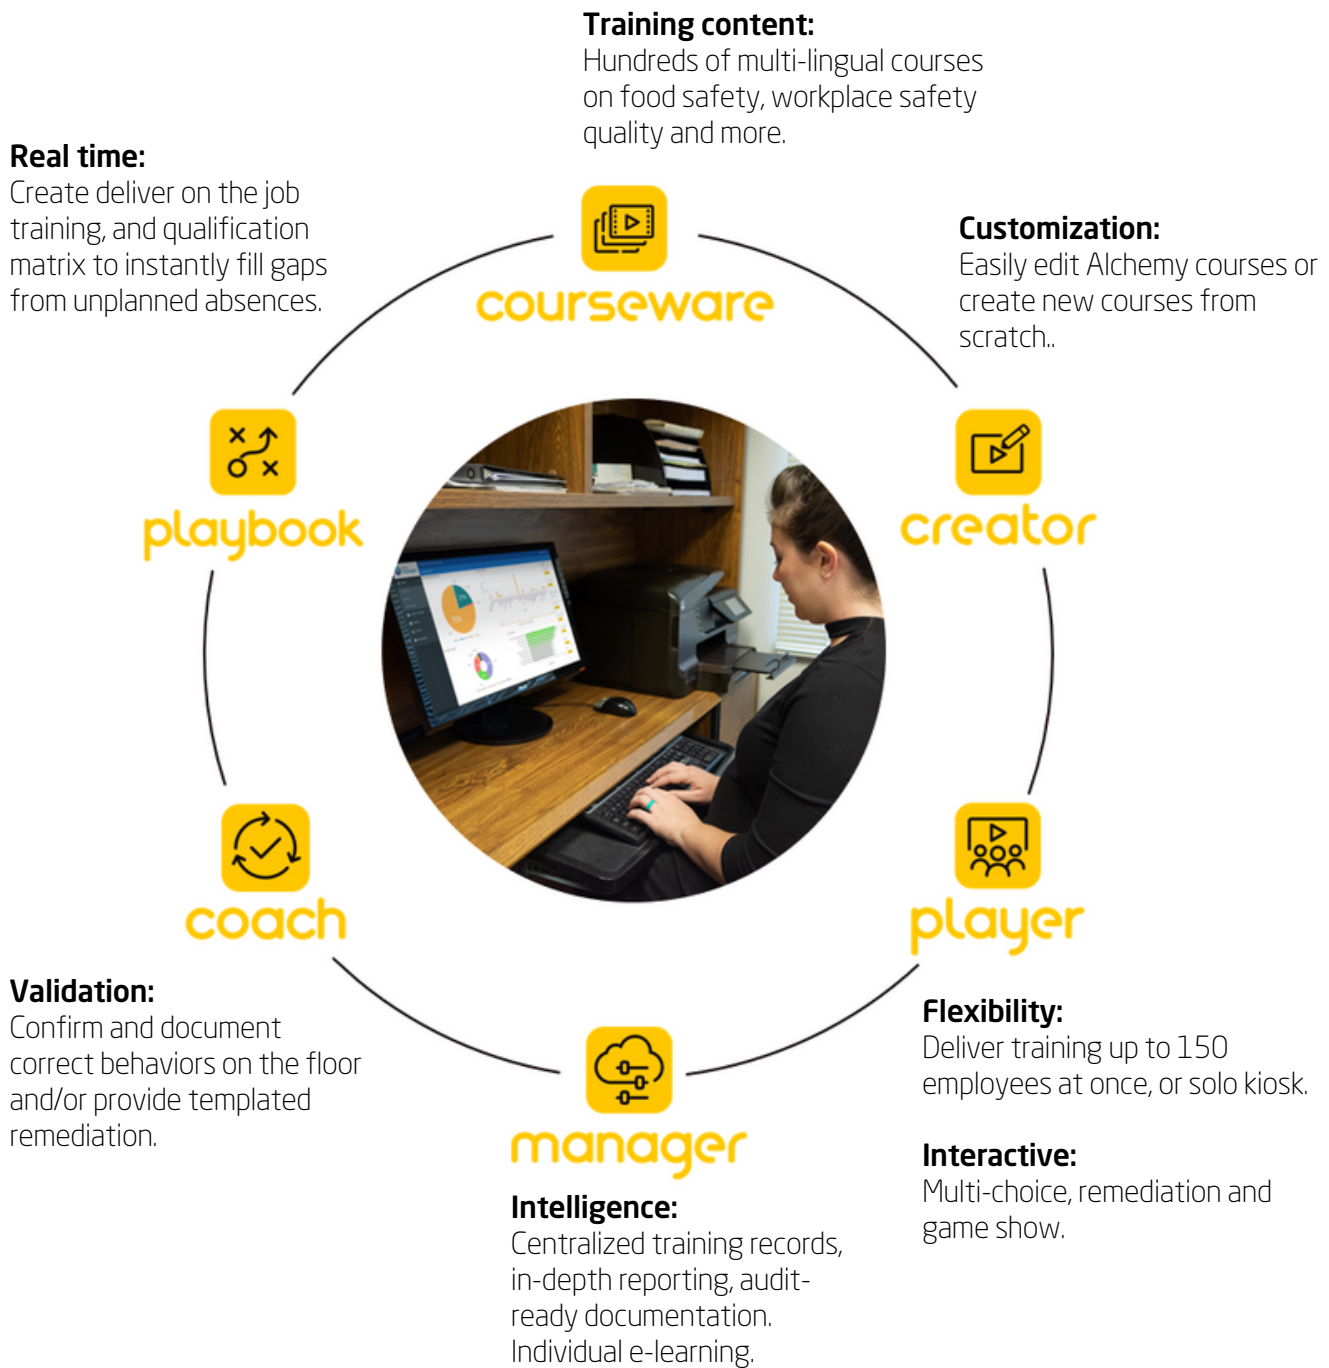 Training content:
Hundreds of multi-lingual courses
on food safety, workplace safety
quality and more.
Real time:
Create deliver on the job
training, and qualification
matrix to instantly fill gaps
from unplanned absences.
courseware
Customization:
Easily edit Alchemy courses or
create new courses from
scratch..
playbook
creator
coach
player
Validation:
Confirm and document
correct behaviors on the floor
and/or provide templated
remediation.
Flexibility:
Deliver training up to 150
employees at once, or solo kiosk.
Interactive:
Multi-choice, remediation and
game show.
manager
Intelligence:
Centralized training records,
in-depth reporting, audit-
ready documentation.
Individual e-learning.